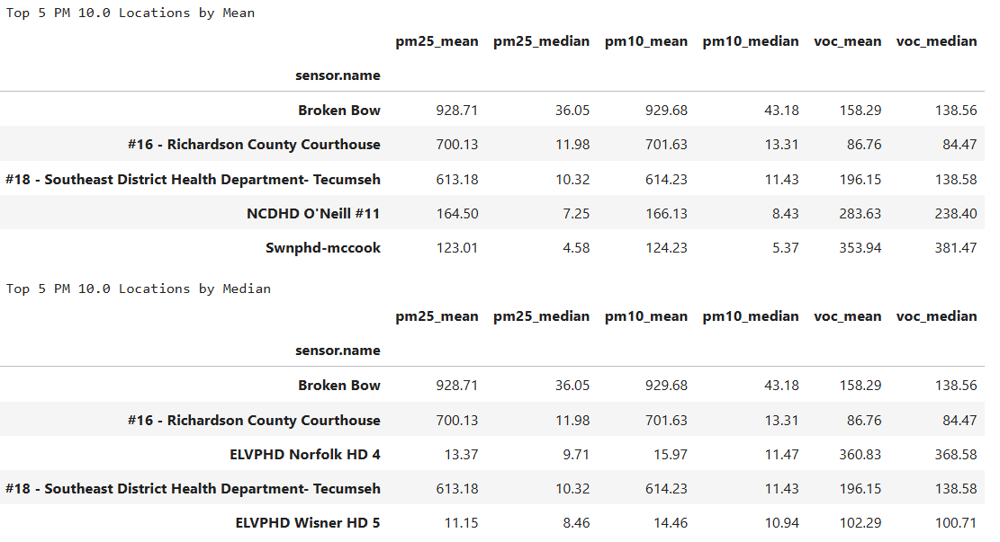 Top 5 PM 10.0 Locations by Mean
pm25_mean pm25_median pm10_mean pm10_median voc_mean voc_median
sensor.name
Broken Bow 928.71 36.05 929.68 43.18 158.29 138.56
#16 - Richardson County Courthouse 700.13 11.98 701.63 13.31 86.76 84.47
#18 - Southeast District Health Department- Tecumseh 613.18 10.32 614.23 11.43 196.15 138.58
NCDHD O'Neill #11 164.50 7.25 166.13 8.43 283.63 238.40
Swnphd-mccook 123.01 4.58 124.23 5.37 353.94 381.47
Top 5 PM 10.0 Locations by Median
pm25_mean pm25_median pm10_mean pm10_median voc_mean voc_median
sensor.name
Broken Bow 928.71 36.05 929.68 43.18 158.29 138.56
#16 - Richardson County Courthouse 700.13 11.98 701.63 13.31 86.76 84.47
ELVPHD Norfolk HD 4 13.37 9.71 15.97 11.47 360.83 368.58
#18 - Southeast District Health Department- Tecumseh 613.18 10.32 614.23 11.43 196.15 138.58
ELVPHD Wisner HD 5 11.15 8.46 14.46 10.94 102.29 100.71